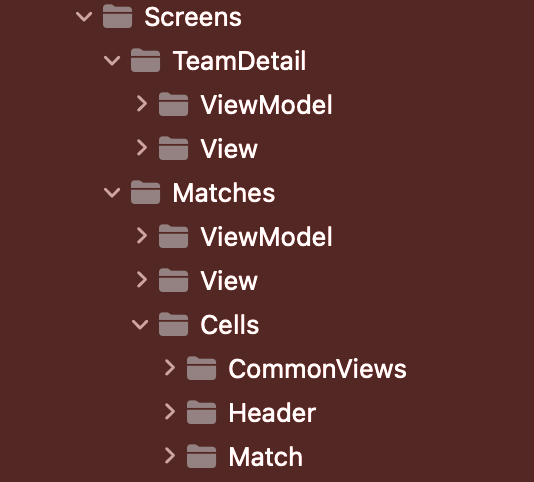 Screens
TeamDetail
ViewModel
View
Matches
ViewModel
View
Cells
CommonViews
Header
Match